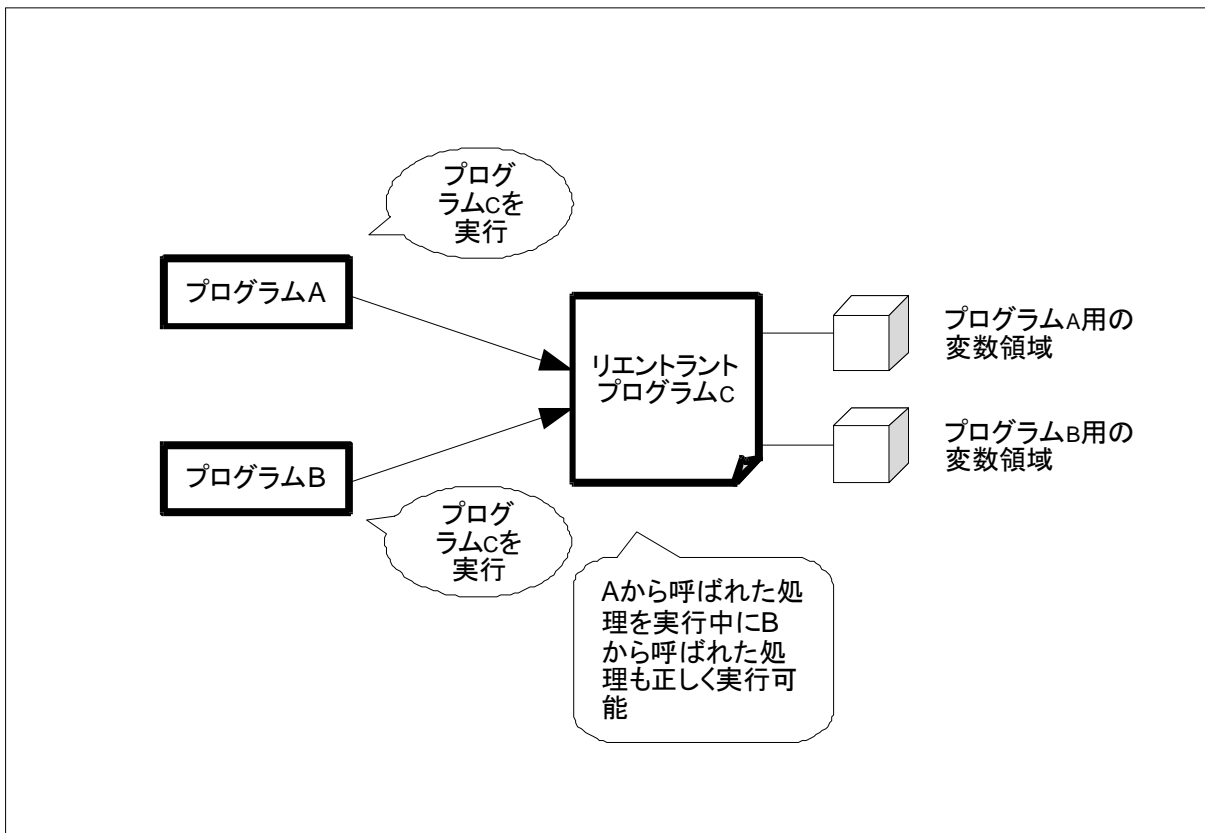 プログ
ラムCを
実行
プログラムA
プログラムB
プログ
ラムCを
実行
リエントラント
プログラムC
プログラムA用の
変数領域
プログラムB用の
変数領域
Aから呼ばれた処
理を実行中にB
から呼ばれた処
理も正しく実行可
能